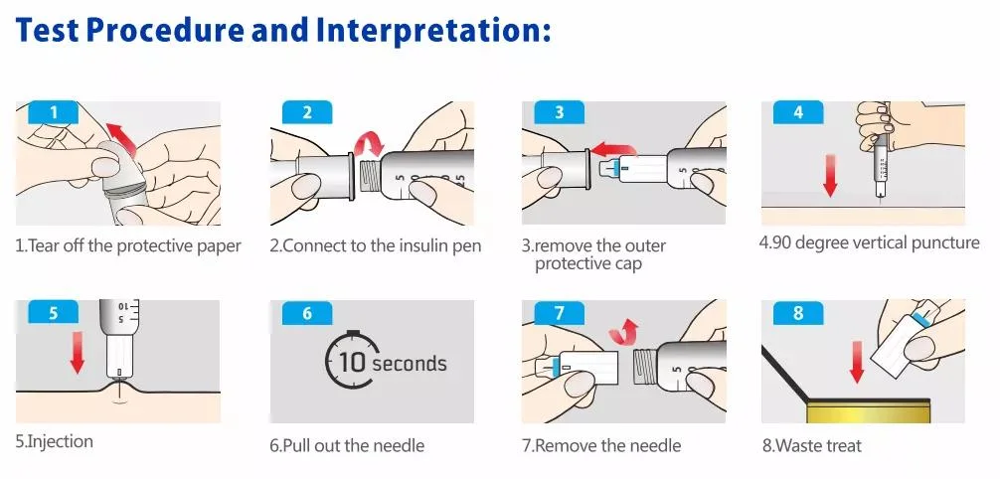 Test Procedure and Interpretation:
1
2
3
4
1.Tear off the protective paper
2.Connect to the insulin pen
3.remove the outer
protective cap
4.90 degree vertical puncture
5
6
7
8
10 seconds
5.Injection
6.Pull out the needle
7.Remove the needle
8.Waste treat